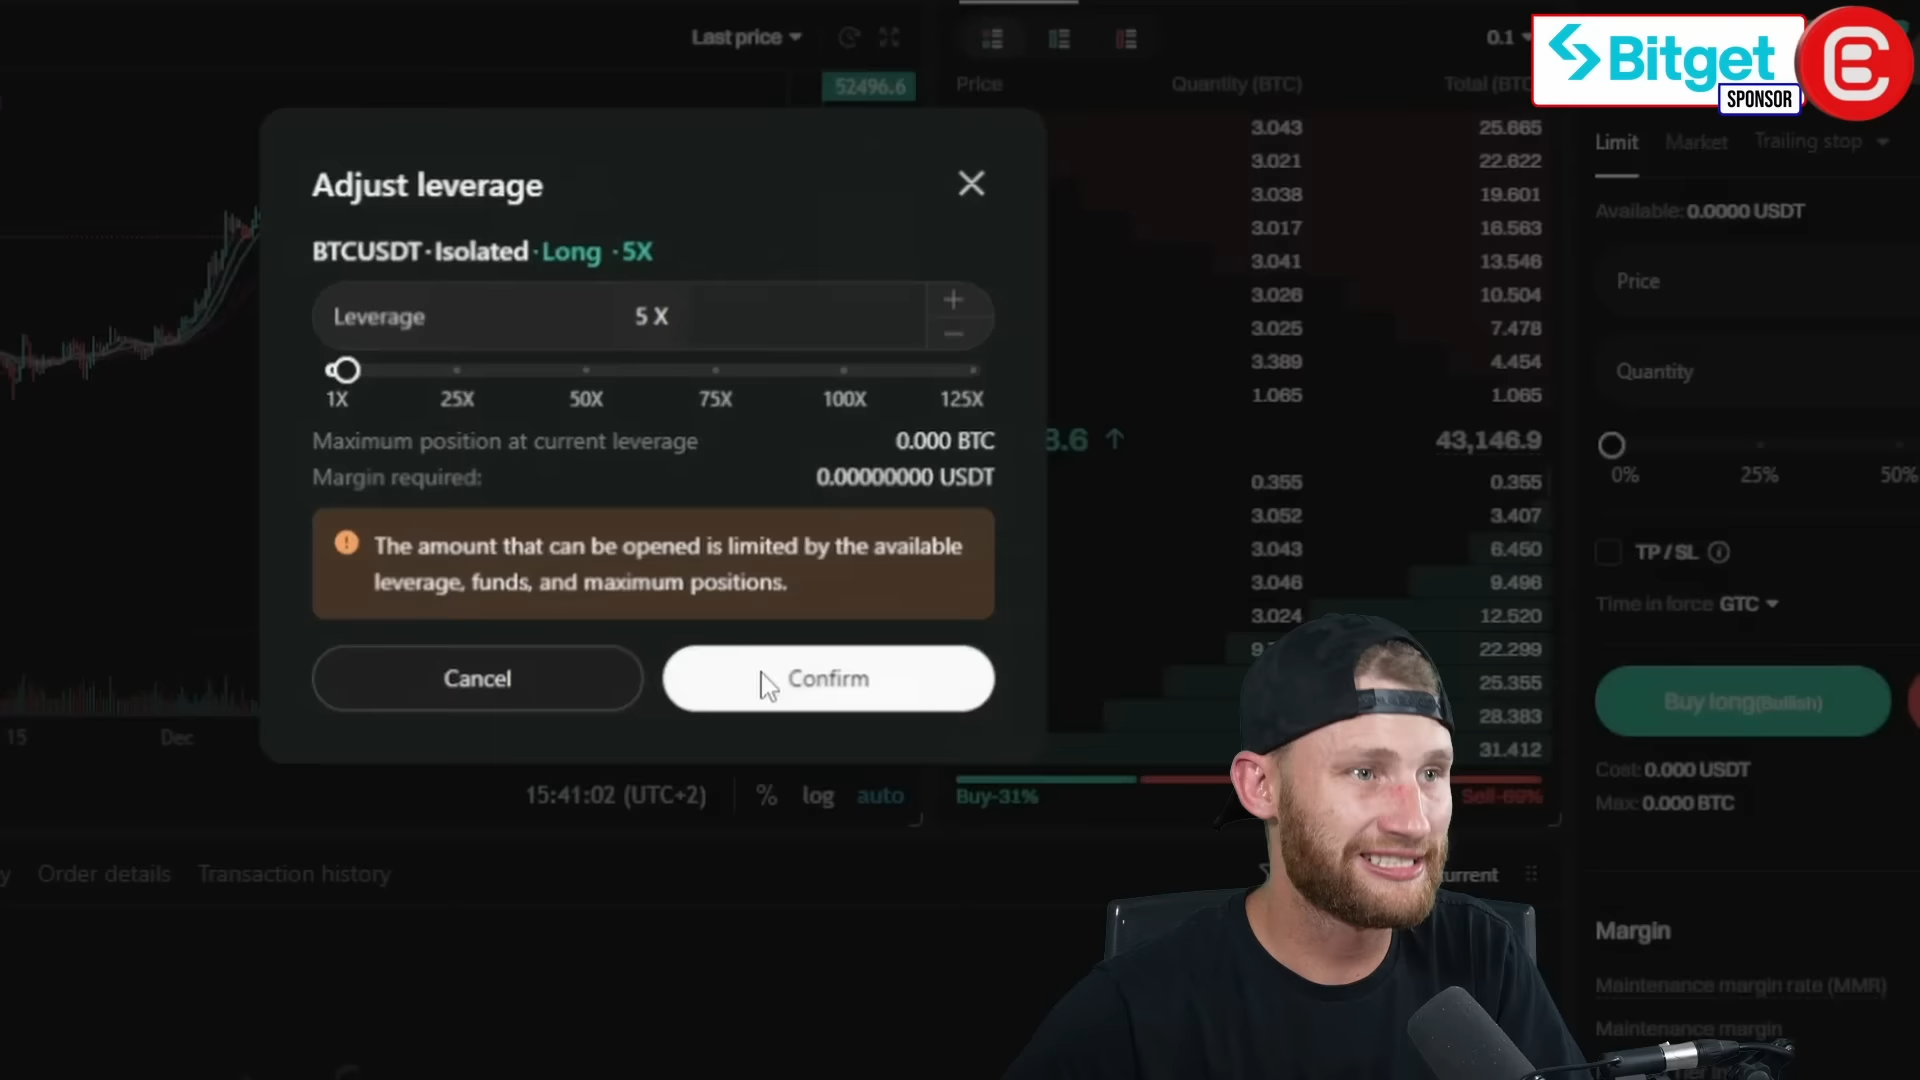 Last price
0.1
Bitget
SPONSOR
52496.6
Price Quantity (BTC) Total (BTC
3.043 25.665
3.021 22.622
3.038 19.601
3.017 16.563
3.041 13.546
3.026 10.504
3.025 7.478
3.389 4.454
1.065 1.065
3.6 ↑ 43,146.9
0.355 0.355
3.052 3.407
3.043 6.450
3.046 9.496
3.024 12.520
22.299
25.355
28.383
31.412
Buy-31% Sell-69%
Adjust leverage
BTCUSDT·Isolated·Long ·5X
Leverage 5 X
1X 25X 50X 75X 100X 125X
Maximum position at current leverage 0.000 BTC
Margin required: 0.00000000 USDT
The amount that can be opened is limited by the available
leverage, funds, and maximum positions.
Cancel Confirm
15 Dec
15:41:02 (UTC+2) % log auto
y Order details Transaction history
urrent
Limit Market Trailing stop
Available: 0.0000 USDT
Price
Quantity
0% 25% 50%
TP / SL
Time in force GTC
Buy long(Bullish)
Cost: 0.000 USDT
Max: 0.000 BTC
Margin
Maintenance margin rate (MMR)
Maintenance margin